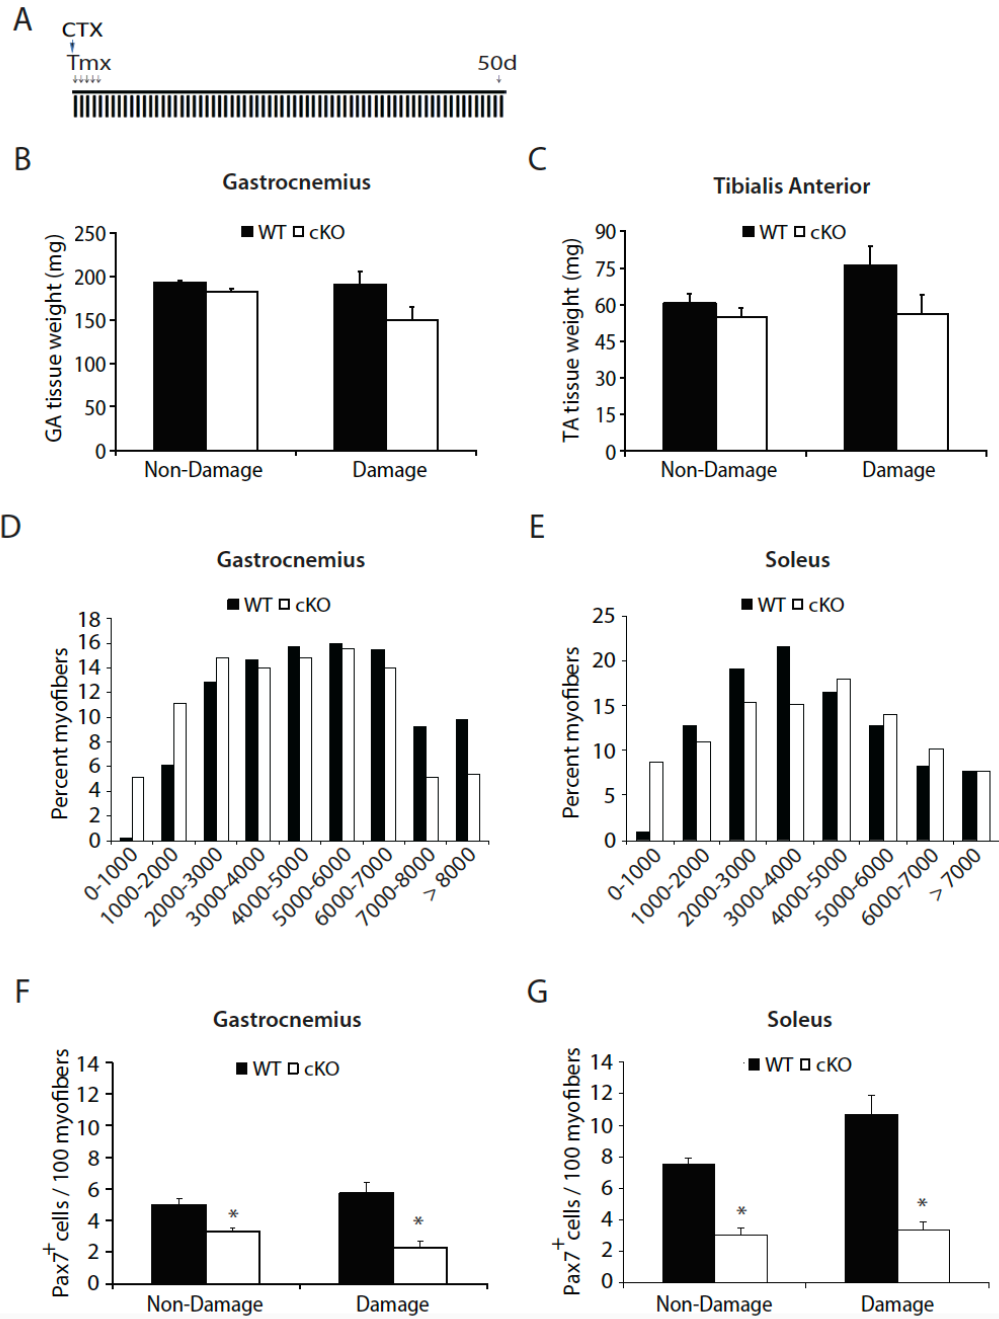 A
CTX
Tmx
50d
B
Gastrocnemius
WT cKO
GA tissue weight (mg)
250
200
150
100
50
0
Non-Damage Damage
C
Tibialis Anterior
WT cKO
TA tissue weight (mg)
90
75
60
45
30
15
0
Non-Damage Damage
D
Gastrocnemius
WT cKO
Percent myofibers
18
16
14
12
10
8
6
4
2
0
0-1000
1000-2000
2000-3000
3000-4000
4000-5000
5000-6000
6000-7000
7000-8000
> 8000
E
Soleus
WT cKO
Percent myofibers
25
20
15
10
5
0
0-1000
1000-2000
2000-3000
3000-4000
4000-5000
5000-6000
6000-7000
> 7000
F
Gastrocnemius
WT cKO
Pax7+ cells / 100 myofibers
14
12
10
8
6
4
2
0
*
*
Non-Damage Damage
G
Soleus
WT cKO
Pax7+ cells / 100 myofibers
14
12
10
8
6
4
2
0
*
*
Non-Damage Damage